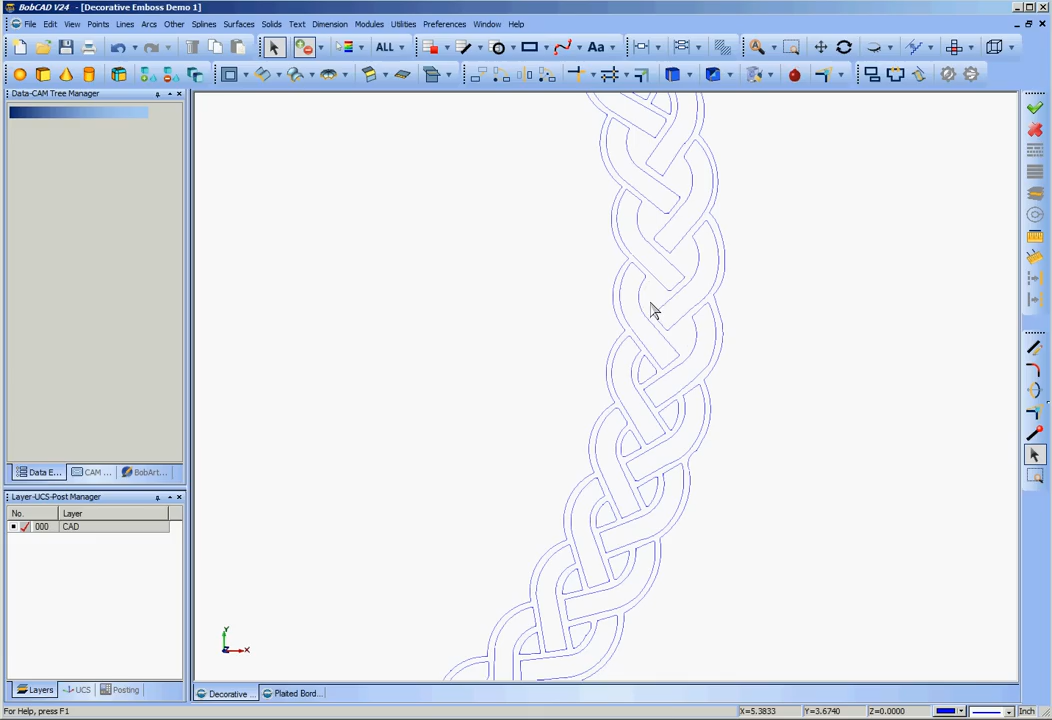 BobCAD V24 - [Decorative Emboss Demo 1]
File Edit View Points Lines Arcs Other Splines Surfaces Solids Text Dimension Modules Utilities Preferences Window Help
ALL Aa
Data-CAM Tree Manager
Data E... CAM ... BobArt...
Layer-UCS-Post Manager
No. Layer
000 CAD
Y
Z X
Layers UCS Posting
Decorative ... Plaited Bord...
For Help, press F1 X=5.3833 Y=3.6740 Z=0.0000 Inch